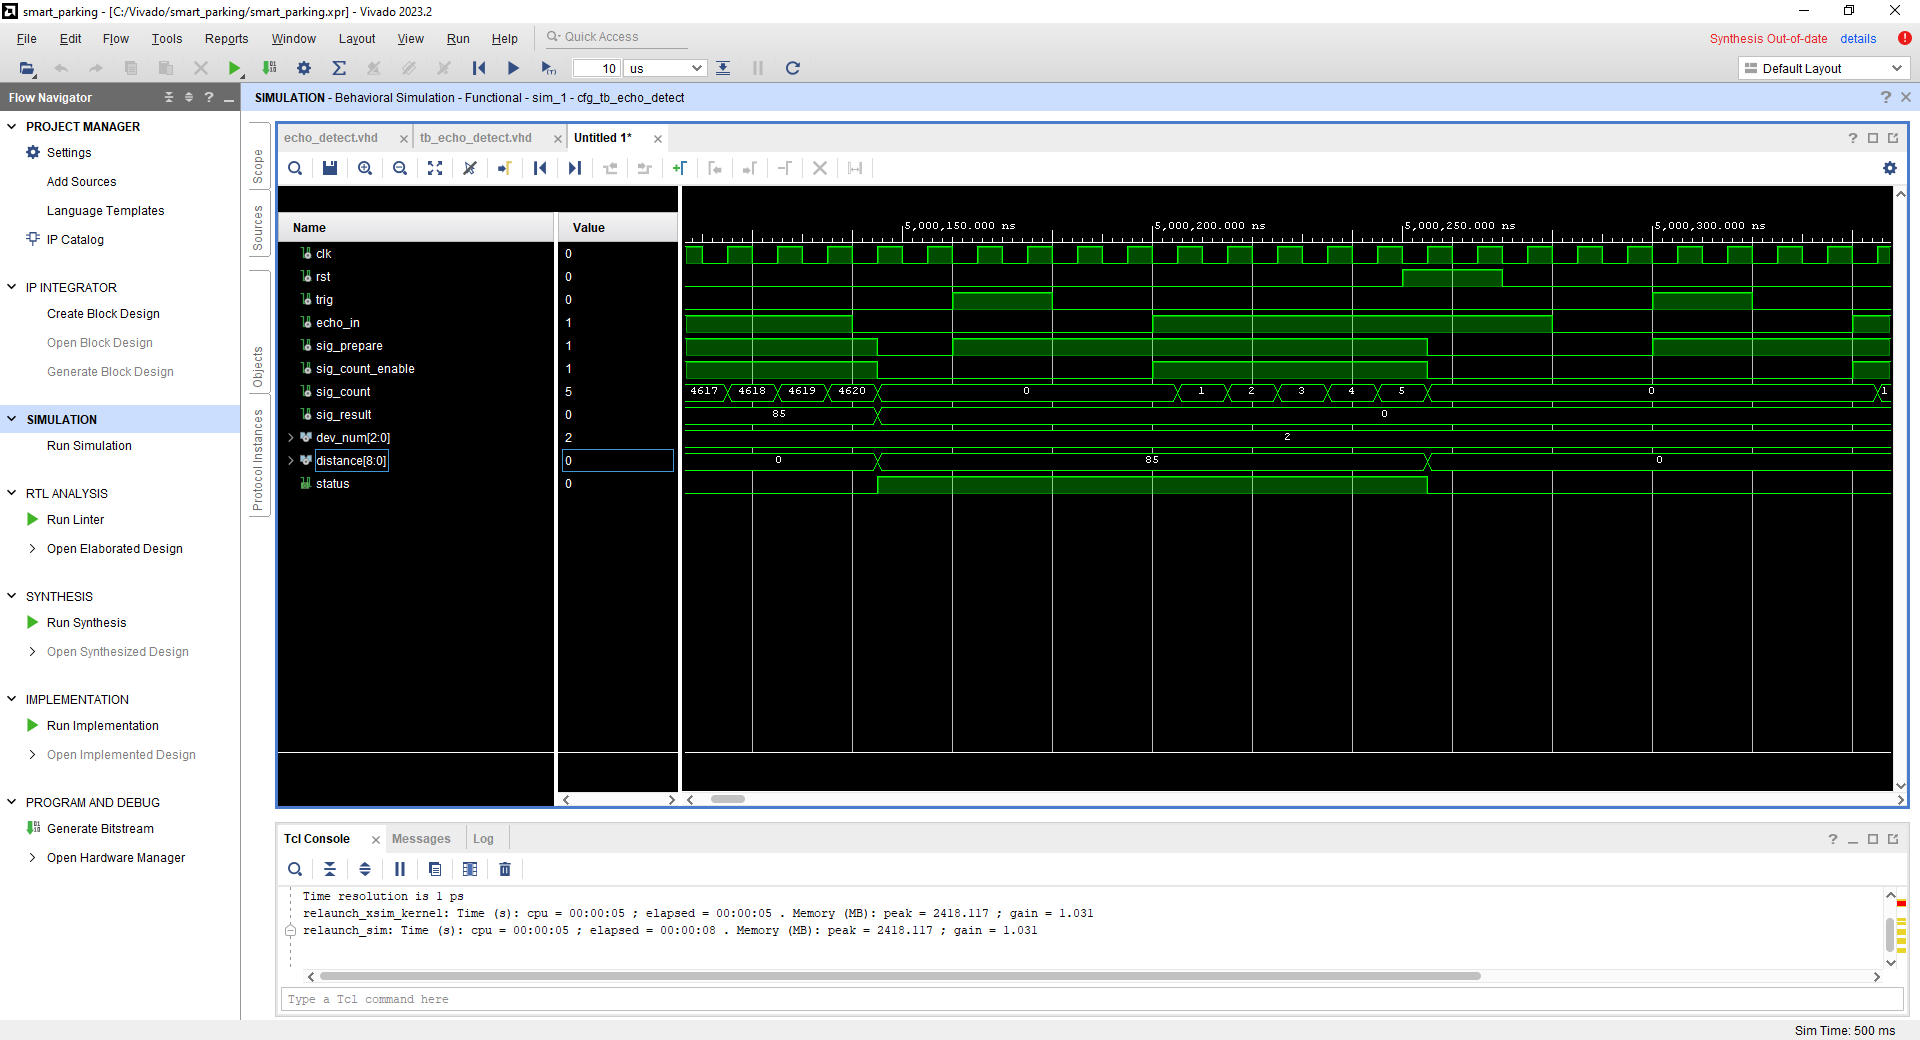 smart_parking - [C:/Vivado/smart_parking/smart_parking.xpr] - Vivado 2023.2
File Edit Flow Tools Reports Window Layout View Run Help Quick Access
Synthesis Out-of-date details
10 us
Default Layout
Flow Navigator
SIMULATION - Behavioral Simulation - Functional - sim_1 - cfg_tb_echo_detect
PROJECT MANAGER
Settings
Add Sources
Language Templates
IP Catalog
IP INTEGRATOR
Create Block Design
Open Block Design
Generate Block Design
SIMULATION
Run Simulation
RTL ANALYSIS
Run Linter
Open Elaborated Design
SYNTHESIS
Run Synthesis
Open Synthesized Design
IMPLEMENTATION
Run Implementation
Open Implemented Design
PROGRAM AND DEBUG
Generate Bitstream
Open Hardware Manager
Scope
Sources
Objects
Protocol Instances
echo_detect.vhd tb_echo_detect.vhd Untitled 1*
Name Value
5,000,150.000 ns 5,000,200.000 ns 5,000,250.000 ns 5,000,300.000 ns
clk 0
rst 0
trig 0
echo_in 1
sig_prepare 1
sig_count_enable 1
sig_count 5 4617 4618 4619 4620 0 1 2 3 4 5 0 1
sig_result 0 85 0
dev_num[2:0] 2 2
distance[8:0] 0 0 85 0
status 0
Tcl Console Messages Log
Time resolution is 1 ps
relaunch_xsim_kernel: Time (s): cpu = 00:00:05 ; elapsed = 00:00:05 . Memory (MB): peak = 2418.117 ; gain = 1.031
relaunch_sim: Time (s): cpu = 00:00:05 ; elapsed = 00:00:08 . Memory (MB): peak = 2418.117 ; gain = 1.031
Type a Tcl command here
Sim Time: 500 ms